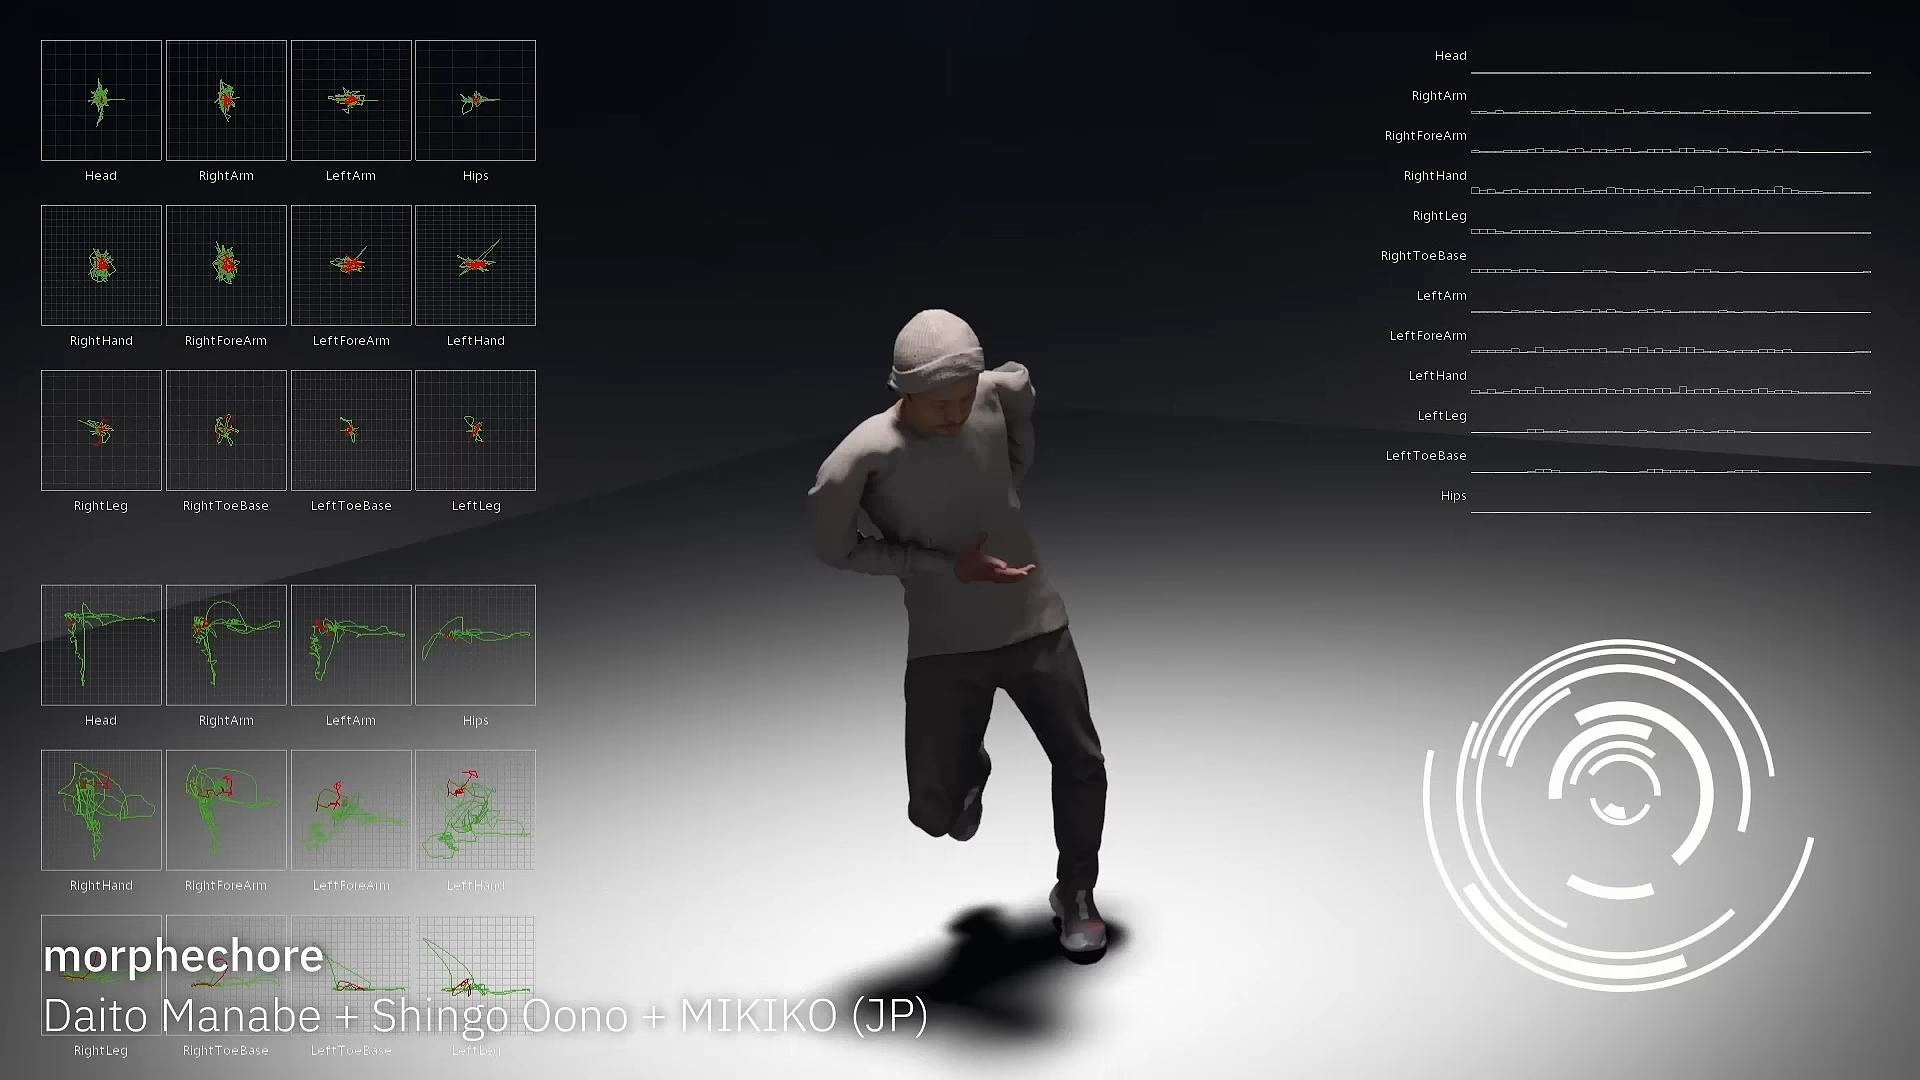 Head RightArm LeftArm Hips
RightHand RightForeArm LeftForeArm LeftHand
RightLeg RightToeBase LeftToeBase LeftLeg
Head RightArm LeftArm Hips
RightHand RightForeArm LeftForeArm LeftHand
morphechore
Daito Manabe + Shingo Oono + MIKIKO (JP)
RightLeg RightToeBase LeftToeBase LeftLeg
Head
RightArm
RightForeArm
RightHand
RightLeg
RightToeBase
LeftArm
LeftForeArm
LeftHand
LeftLeg
LeftToeBase
Hips